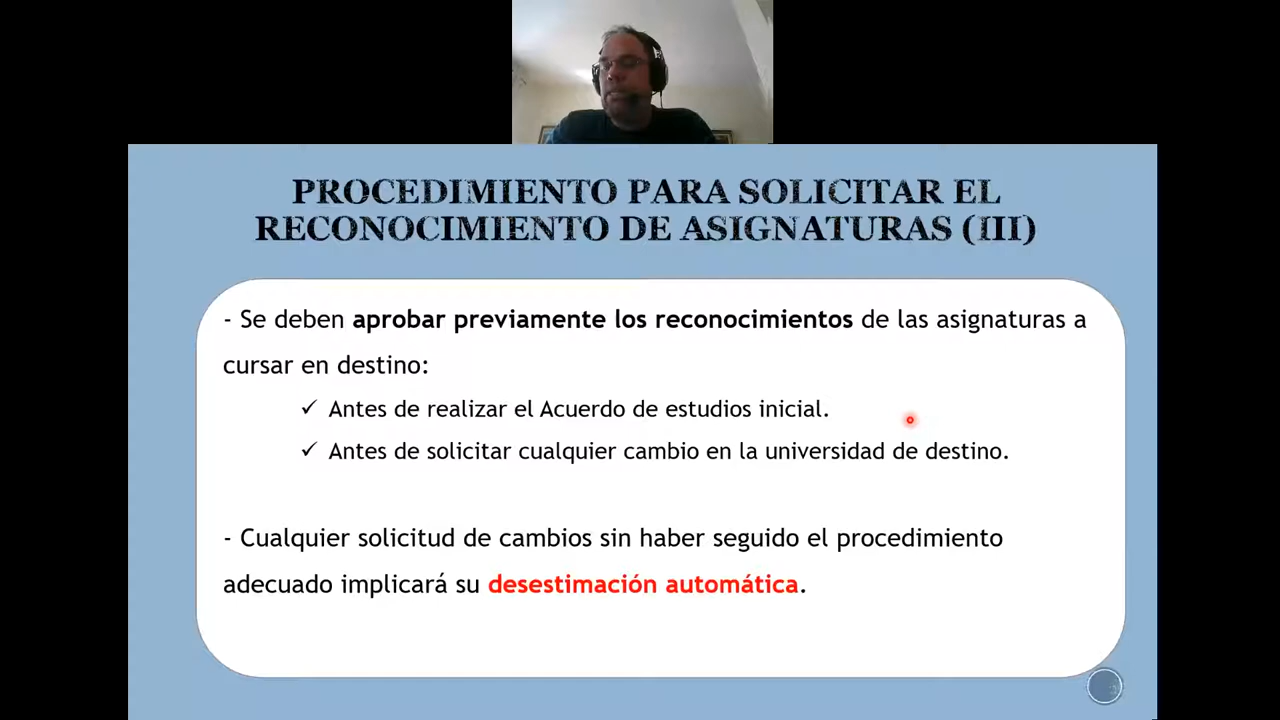 PROCEDIMIENTO PARA SOLICITAR EL
RECONOCIMIENTO DE ASIGNATURAS (III)
- Se deben aprobar previamente los reconocimientos de las asignaturas a
cursar en destino:
✓ Antes de realizar el Acuerdo de estudios inicial.
✓ Antes de solicitar cualquier cambio en la universidad de destino.
- Cualquier solicitud de cambios sin haber seguido el procedimiento
adecuado implicará su desestimación automática.